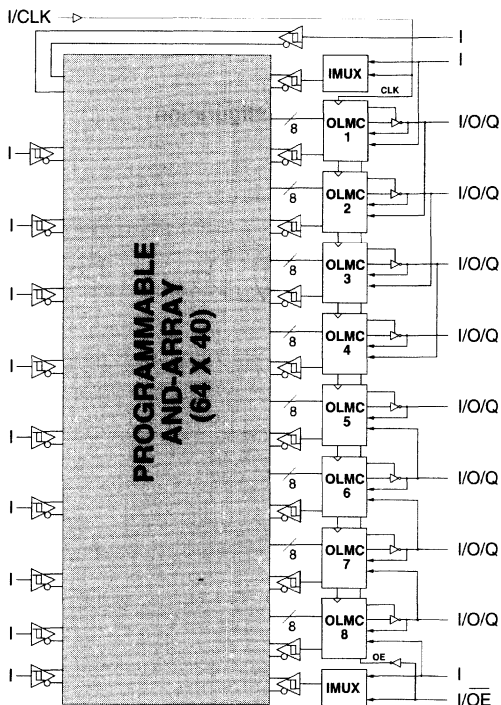 I/CLK
I
I
IMUX
CLK
8
OLMC
1
I/O/Q
I
8
OLMC
2
I/O/Q
I
8
OLMC
3
I/O/Q
I
8
OLMC
4
I/O/Q
I
PROGRAMMABLE
AND-ARRAY
(64 X 40)
8
OLMC
5
I/O/Q
I
8
OLMC
6
I/O/Q
I
8
OLMC
7
I/O/Q
I
8
OLMC
8
I/O/Q
I
OE
I
IMUX
I
I/OE